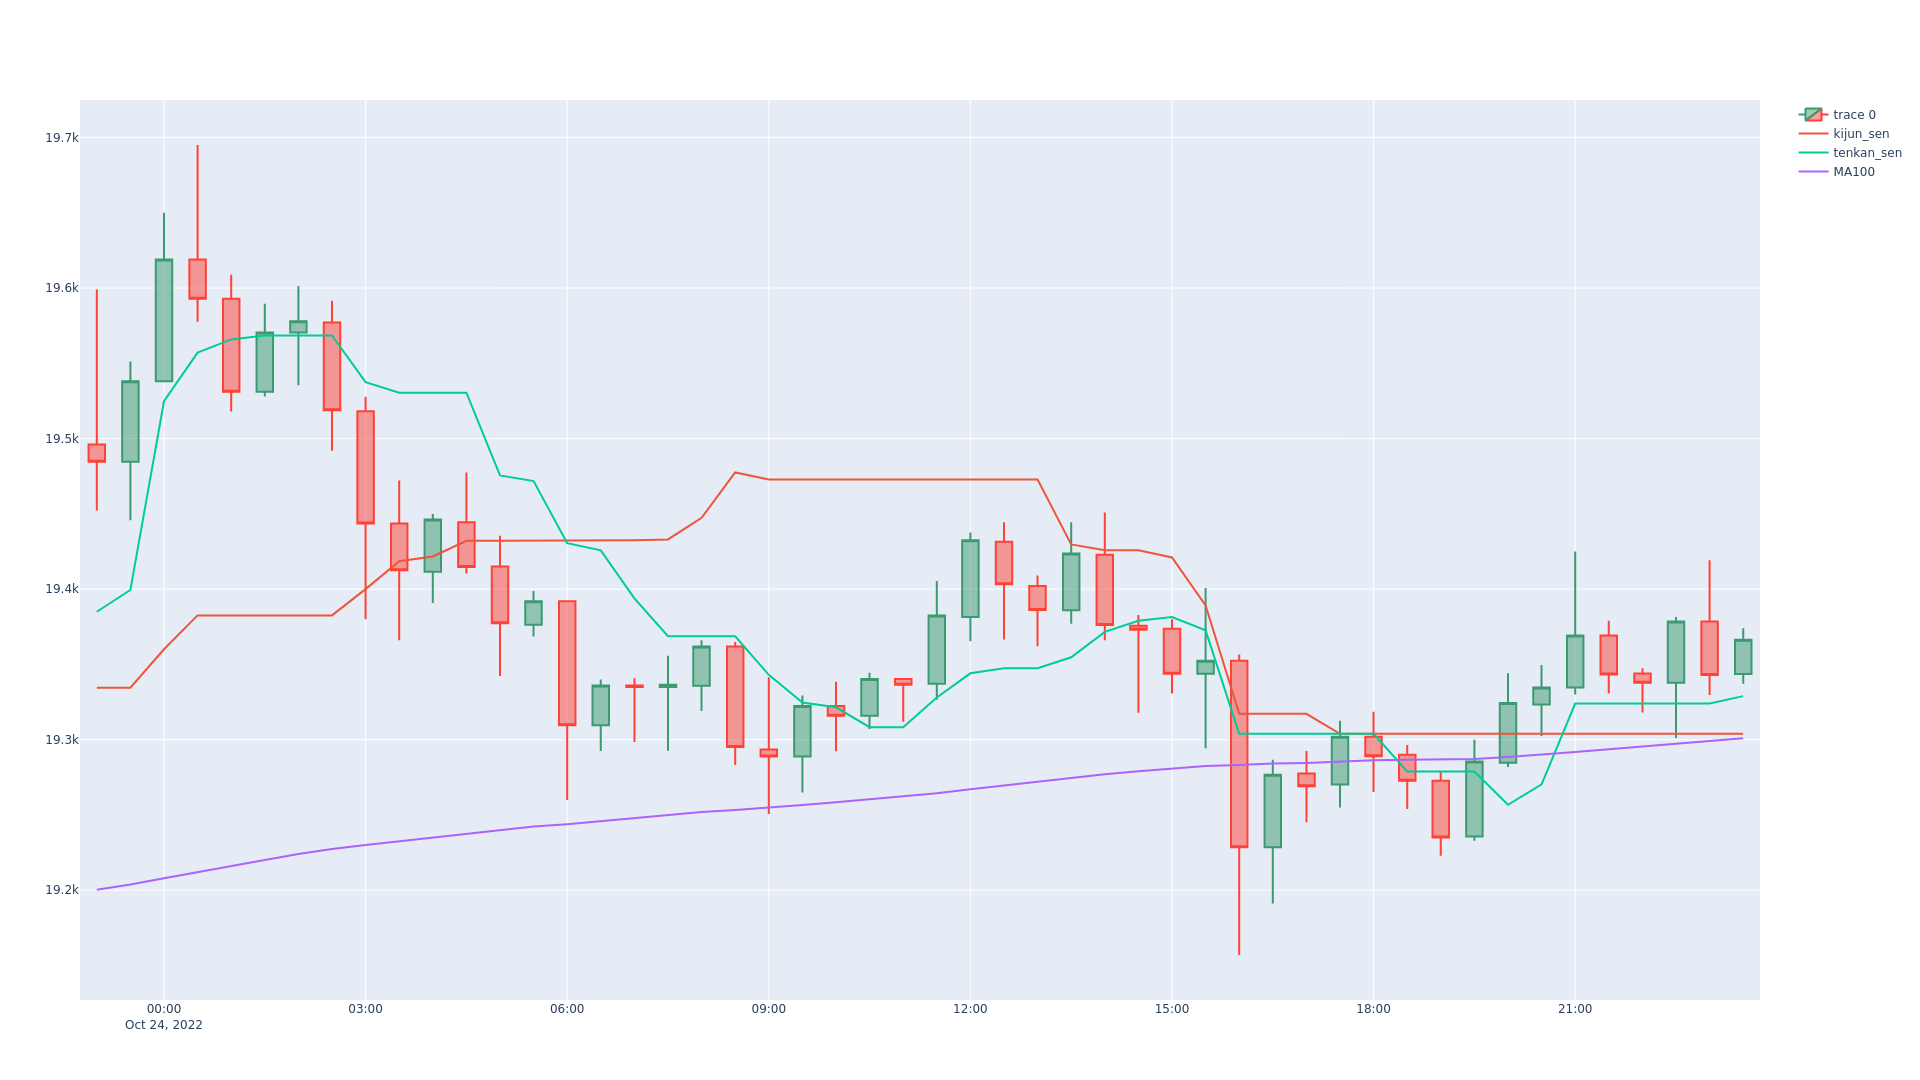 19.7k
19.6k
19.5k
19.4k
19.3k
19.2k
00:00 03:00 06:00 09:00 12:00 15:00 18:00 21:00
Oct 24, 2022
trace 0
kijun_sen
tenkan_sen
MA100